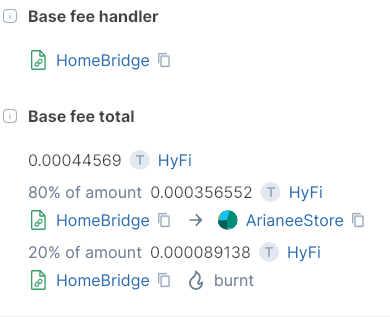 Base fee handler
HomeBridge
Base fee total
0.00044569 T HyFi
80% of amount 0.000356552 T HyFi
HomeBridge → ArianeeStore
20% of amount 0.000089138 T HyFi
HomeBridge burnt